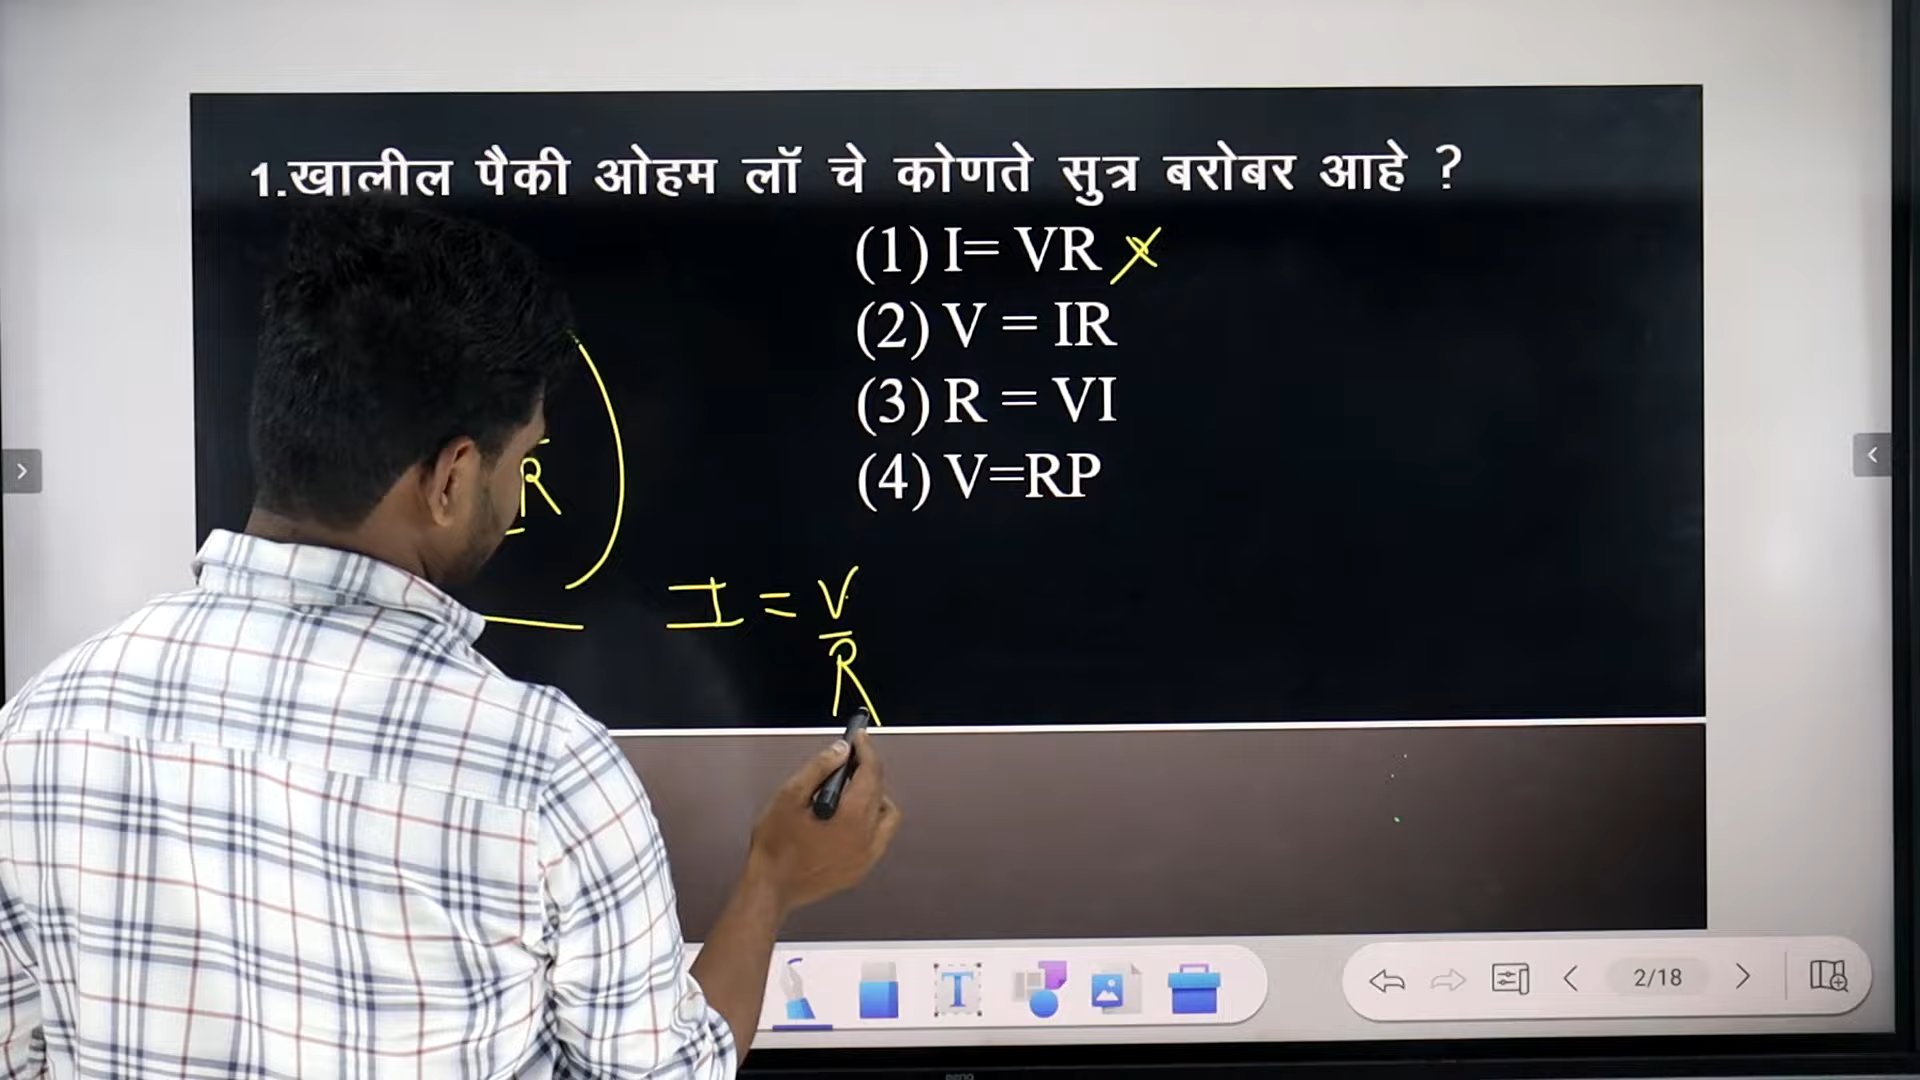 1.खालील पैकी ओहम लॉ चे कोणते सुत्र बरोबर आहे ?
(1) I= VR
(2) V = IR
(3) R = VI
(4) V=RP
R
I = V
R
T
2/18